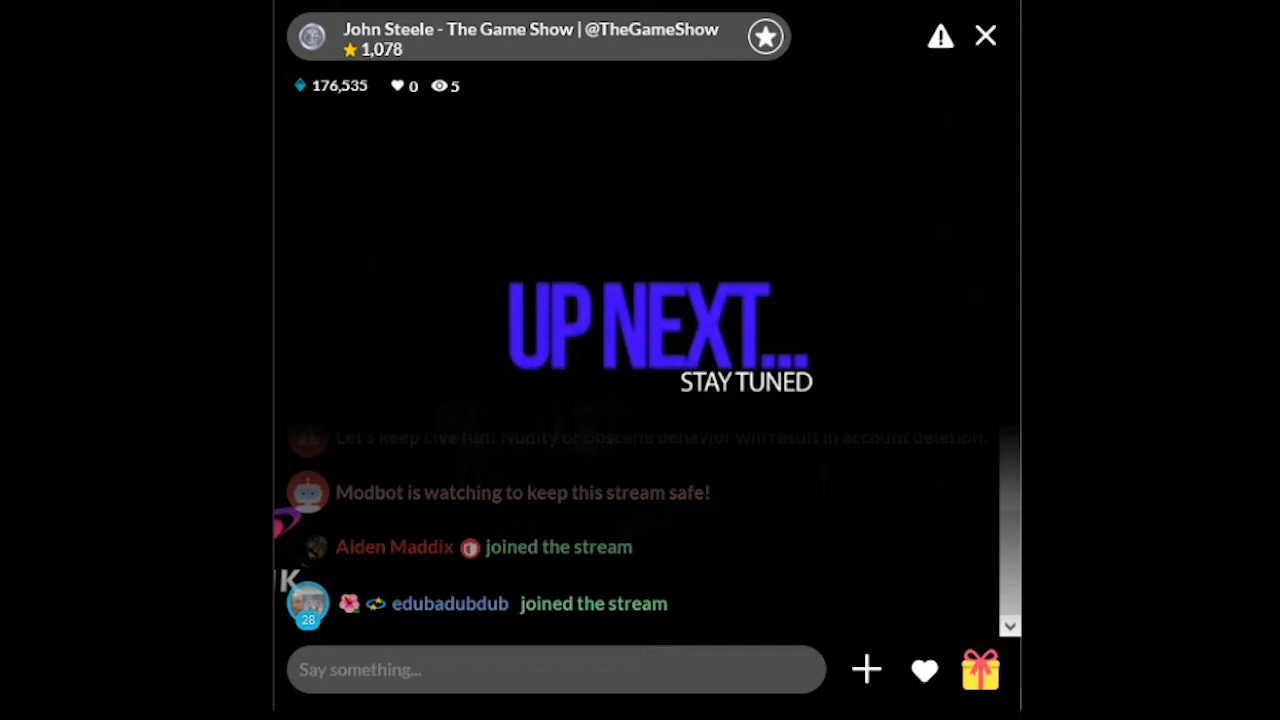 John Steele - The Game Show | @TheGameShow
1,078
176,535 0 5
UP NEXT...
STAY TUNED
Let's keep Live fun! Nudity or obscene behavior will result in account deletion.
Modbot is watching to keep this stream safe!
Aiden Maddix joined the stream
K
edubadubdub joined the stream
28
Say something...